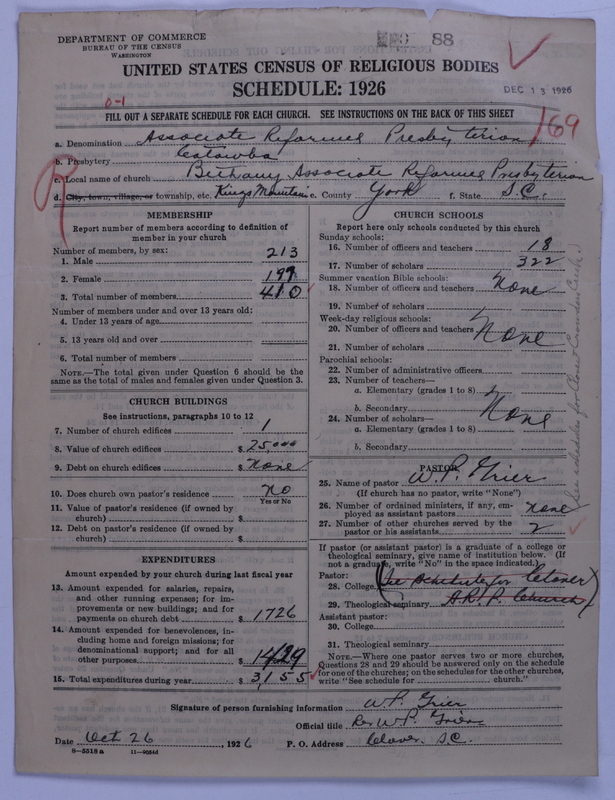 DEPARTMENT OF COMMERCE
BUREAU OF THE CENSUS
WASHINGTON
88
UNITED STATES CENSUS OF RELIGIOUS BODIES
SCHEDULE: 1926
DEC 13 1926
0-1
FILL OUT A SEPARATE SCHEDULE FOR EACH CHURCH. SEE INSTRUCTIONS ON THE BACK OF THIS SHEET
169
a. Denomination Associate Reformed Presbyterian
b. Presbytery Catawba
c. Local name of church Bethany Associate Reformed Presbyterian
d. City, town, village, or township, etc. Kings Mountain e. County York f. State S.C.
MEMBERSHIP
Report number of members according to definition of
member in your church
Number of members, by sex:
1. Male 213
2. Female 197
3. Total number of members 410
Number of members under and over 13 years old:
4. Under 13 years of age
5. 13 years old and over
6. Total number of members
NOTE.—The total given under Question 6 should be
same as the total of males and females given under Question 3.
CHURCH BUILDINGS
See instructions, paragraphs 10 to 12
7. Number of church edifices 1
8. Value of church edifices $ 25,000
9. Debt on church edifices $ None
10. Does church own pastor's residence No
Yes or No
11. Value of pastor's residence (if owned by
church) $
12. Debt on pastor's residence (if owned by
church) $
EXPENDITURES
Amount expended by your church during last fiscal year
13. Amount expended for salaries, repairs,
and other running expenses; for im-
provements or new buildings; and for
payments on church debt $ 1726
14. Amount expended for benevolences, in-
cluding home and foreign missions; for
denominational support; and for all
other purposes $ 1429
15. Total expenditures during year $ 3,155
CHURCH SCHOOLS
Report here only schools conducted by this church
Sunday schools:
16. Number of officers and teachers 18
17. Number of scholars 322
Summer vacation Bible schools:
18. Number of officers and teachers None
19. Number of scholars
Week-day religious schools:
20. Number of officers and teachers None
21. Number of scholars
Parochial schools:
22. Number of administrative officers
23. Number of teachers—
a. Elementary (grades 1 to 8)
b. Secondary None
24. Number of scholars—
a. Elementary (grades 1 to 8)
b. Secondary
PASTOR
25. Name of pastor W. P. Grier
(If church has no pastor, write "None")
26. Number of ordained ministers, if any, em-
ployed as assistant pastors none
27. Number of other churches served by the
pastor or his assistants 2
If pastor (or assistant pastor) is a graduate of a college or
theological seminary, give name of institution below. (If
not a graduate, write "No" in the space indicated.)
Pastor:
28. College (See schedule for Clover
29. Theological seminary A.R.P. Church)
Assistant pastor:
30. College
31. Theological seminary
NOTE.—Where one pastor serves two or more churches,
Questions 28 and 29 should be answered only on the schedule
for one of the churches; on the schedules for the other churches,
write "See schedule for church."
Signature of person furnishing information W P. Grier
Official title Rev W P. Grier
Date Oct 26, 1926 P. O. Address Clover. S.C.
8—5518 a 11—9054d